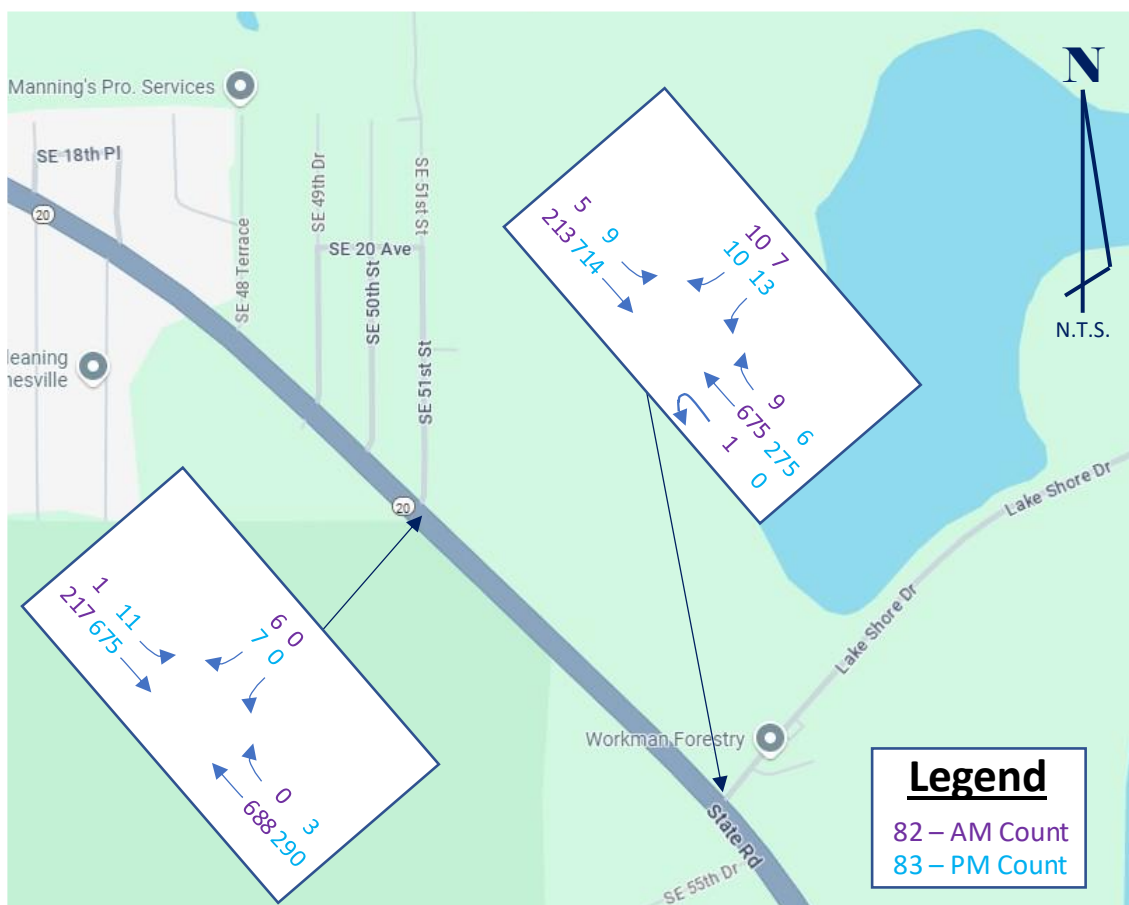 Manning's Pro. Services
SE 18th Pl
20
SE 48 Terrace
SE 49th Dr
SE 50th St
SE 51st St
SE 20 Ave
SE 51st St
20
leaning
nesville
N
N.T.S.
5
213
9
714
10 7
10 13
9
675
1
6
275
0
1
217
11
675
6 0
7 0
0
688
3
290
Lake Shore Dr
Lake Shore Dr
Workman Forestry
State Rd
SE 55th Dr
Legend
82 – AM Count
83 – PM Count